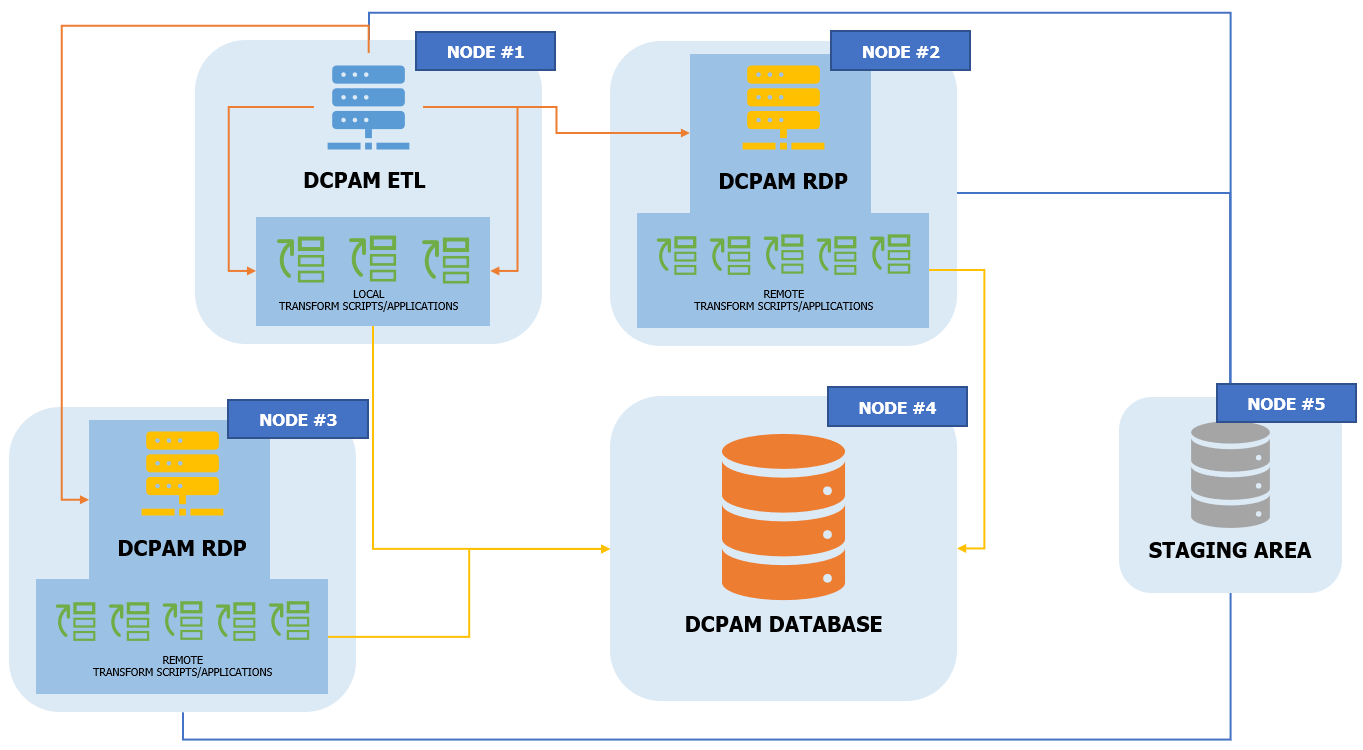 NODE #1
DCPAM ETL
LOCAL
TRANSFORM SCRIPTS/APPLICATIONS
NODE #2
DCPAM RDP
REMOTE
TRANSFORM SCRIPTS/APPLICATIONS
NODE #3
DCPAM RDP
REMOTE
TRANSFORM SCRIPTS/APPLICATIONS
NODE #4
DCPAM DATABASE
NODE #5
STAGING AREA